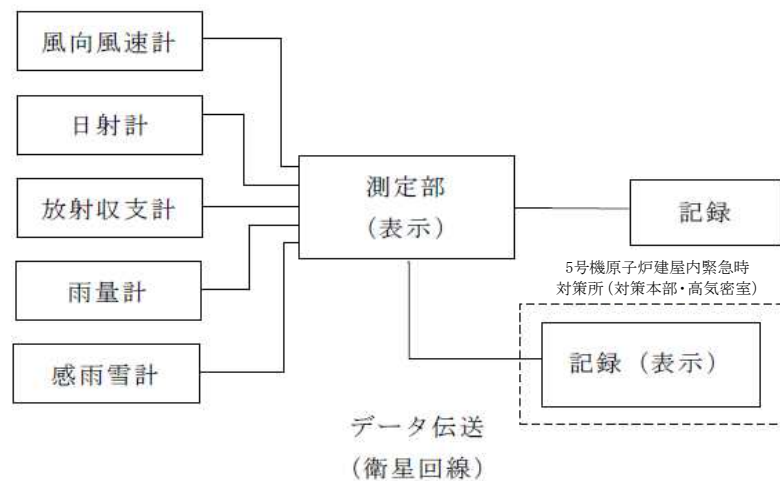 風向風速計
日射計
放射収支計
雨量計
感雨雪計
測定部
(表示)
記録
5号機原子炉建屋内緊急時
対策所(対策本部・高気密室)
記録(表示)
データ伝送
(衛星回線)